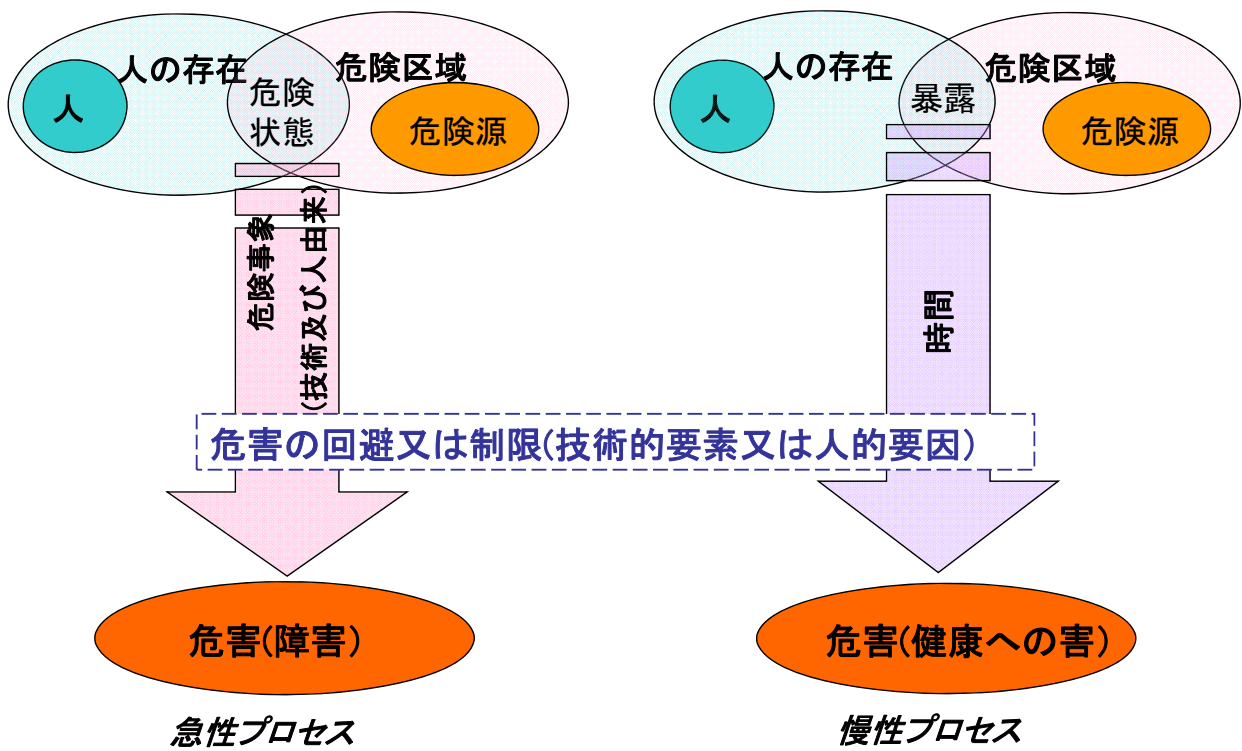 人の存在
危険区域
人
危険
状態
危険源
危険事象
(技術及び人由来)
人の存在
危険区域
人
暴露
危険源
時間
危害の回避又は制限(技術的要素又は人的要因)
危害(障害)
危害(健康への害)
急性プロセス
慢性プロセス